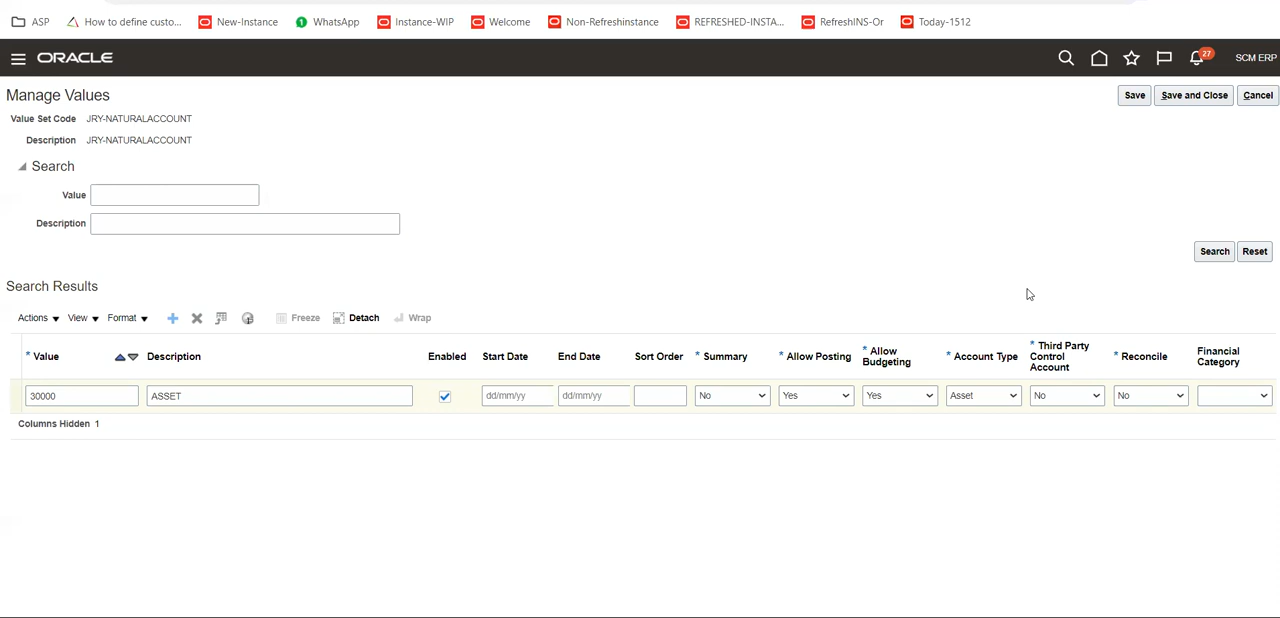 ASP How to define custo... New-Instance WhatsApp Instance-WIP Welcome Non-Refreshinstance REFRESHED-INSTA... RefreshINS-Or Today-1512
ORACLE 27 SCM ERP
Manage Values Save Save and Close Cancel
Value Set Code JRY-NATURALACCOUNT
Description JRY-NATURALACCOUNT
Search
Value
Description
Search Reset
Search Results
Actions View Format Freeze Detach Wrap
* Value Description Enabled Start Date End Date Sort Order * Summary * Allow Posting * Allow Budgeting * Account Type * Third Party Control Account * Reconcile Financial Category
30000 ASSET dd/mm/yy dd/mm/yy No Yes Yes Asset No No
Columns Hidden 1